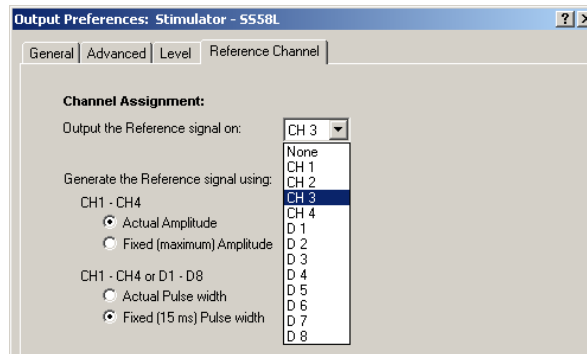 Output Preferences: Stimulator - SS58L
General Advanced Level Reference Channel
Channel Assignment:
Output the Reference signal on: CH 3
None
CH 1
CH 2
CH 3
CH 4
D 1
D 2
D 3
D 4
D 5
D 6
D 7
D 8
Generate the Reference signal using:
CH1 - CH4
Actual Amplitude
Fixed (maximum) Amplitude
CH1 - CH4 or D1 - D8
Actual Pulse width
Fixed (15 ms) Pulse width